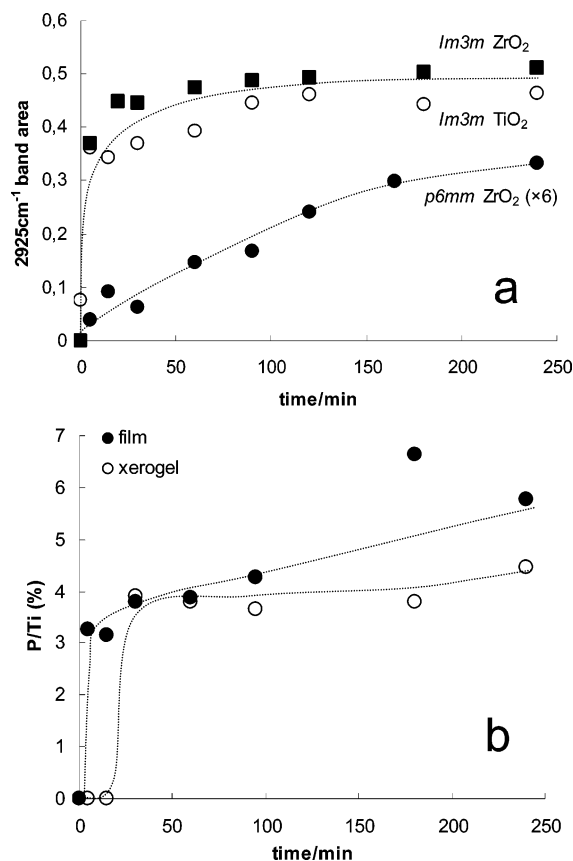 a
0,6
0,5
0,4
0,3
0,2
0,1
0
2925cm⁻¹ band area
Im3m ZrO₂
Im3m TiO₂
p6mm ZrO₂ (×6)
0 50 100 150 200 250
time/min
b
film
xerogel
7
6
5
4
3
2
1
0
P/Ti (%)
0 50 100 150 200 250
time/min